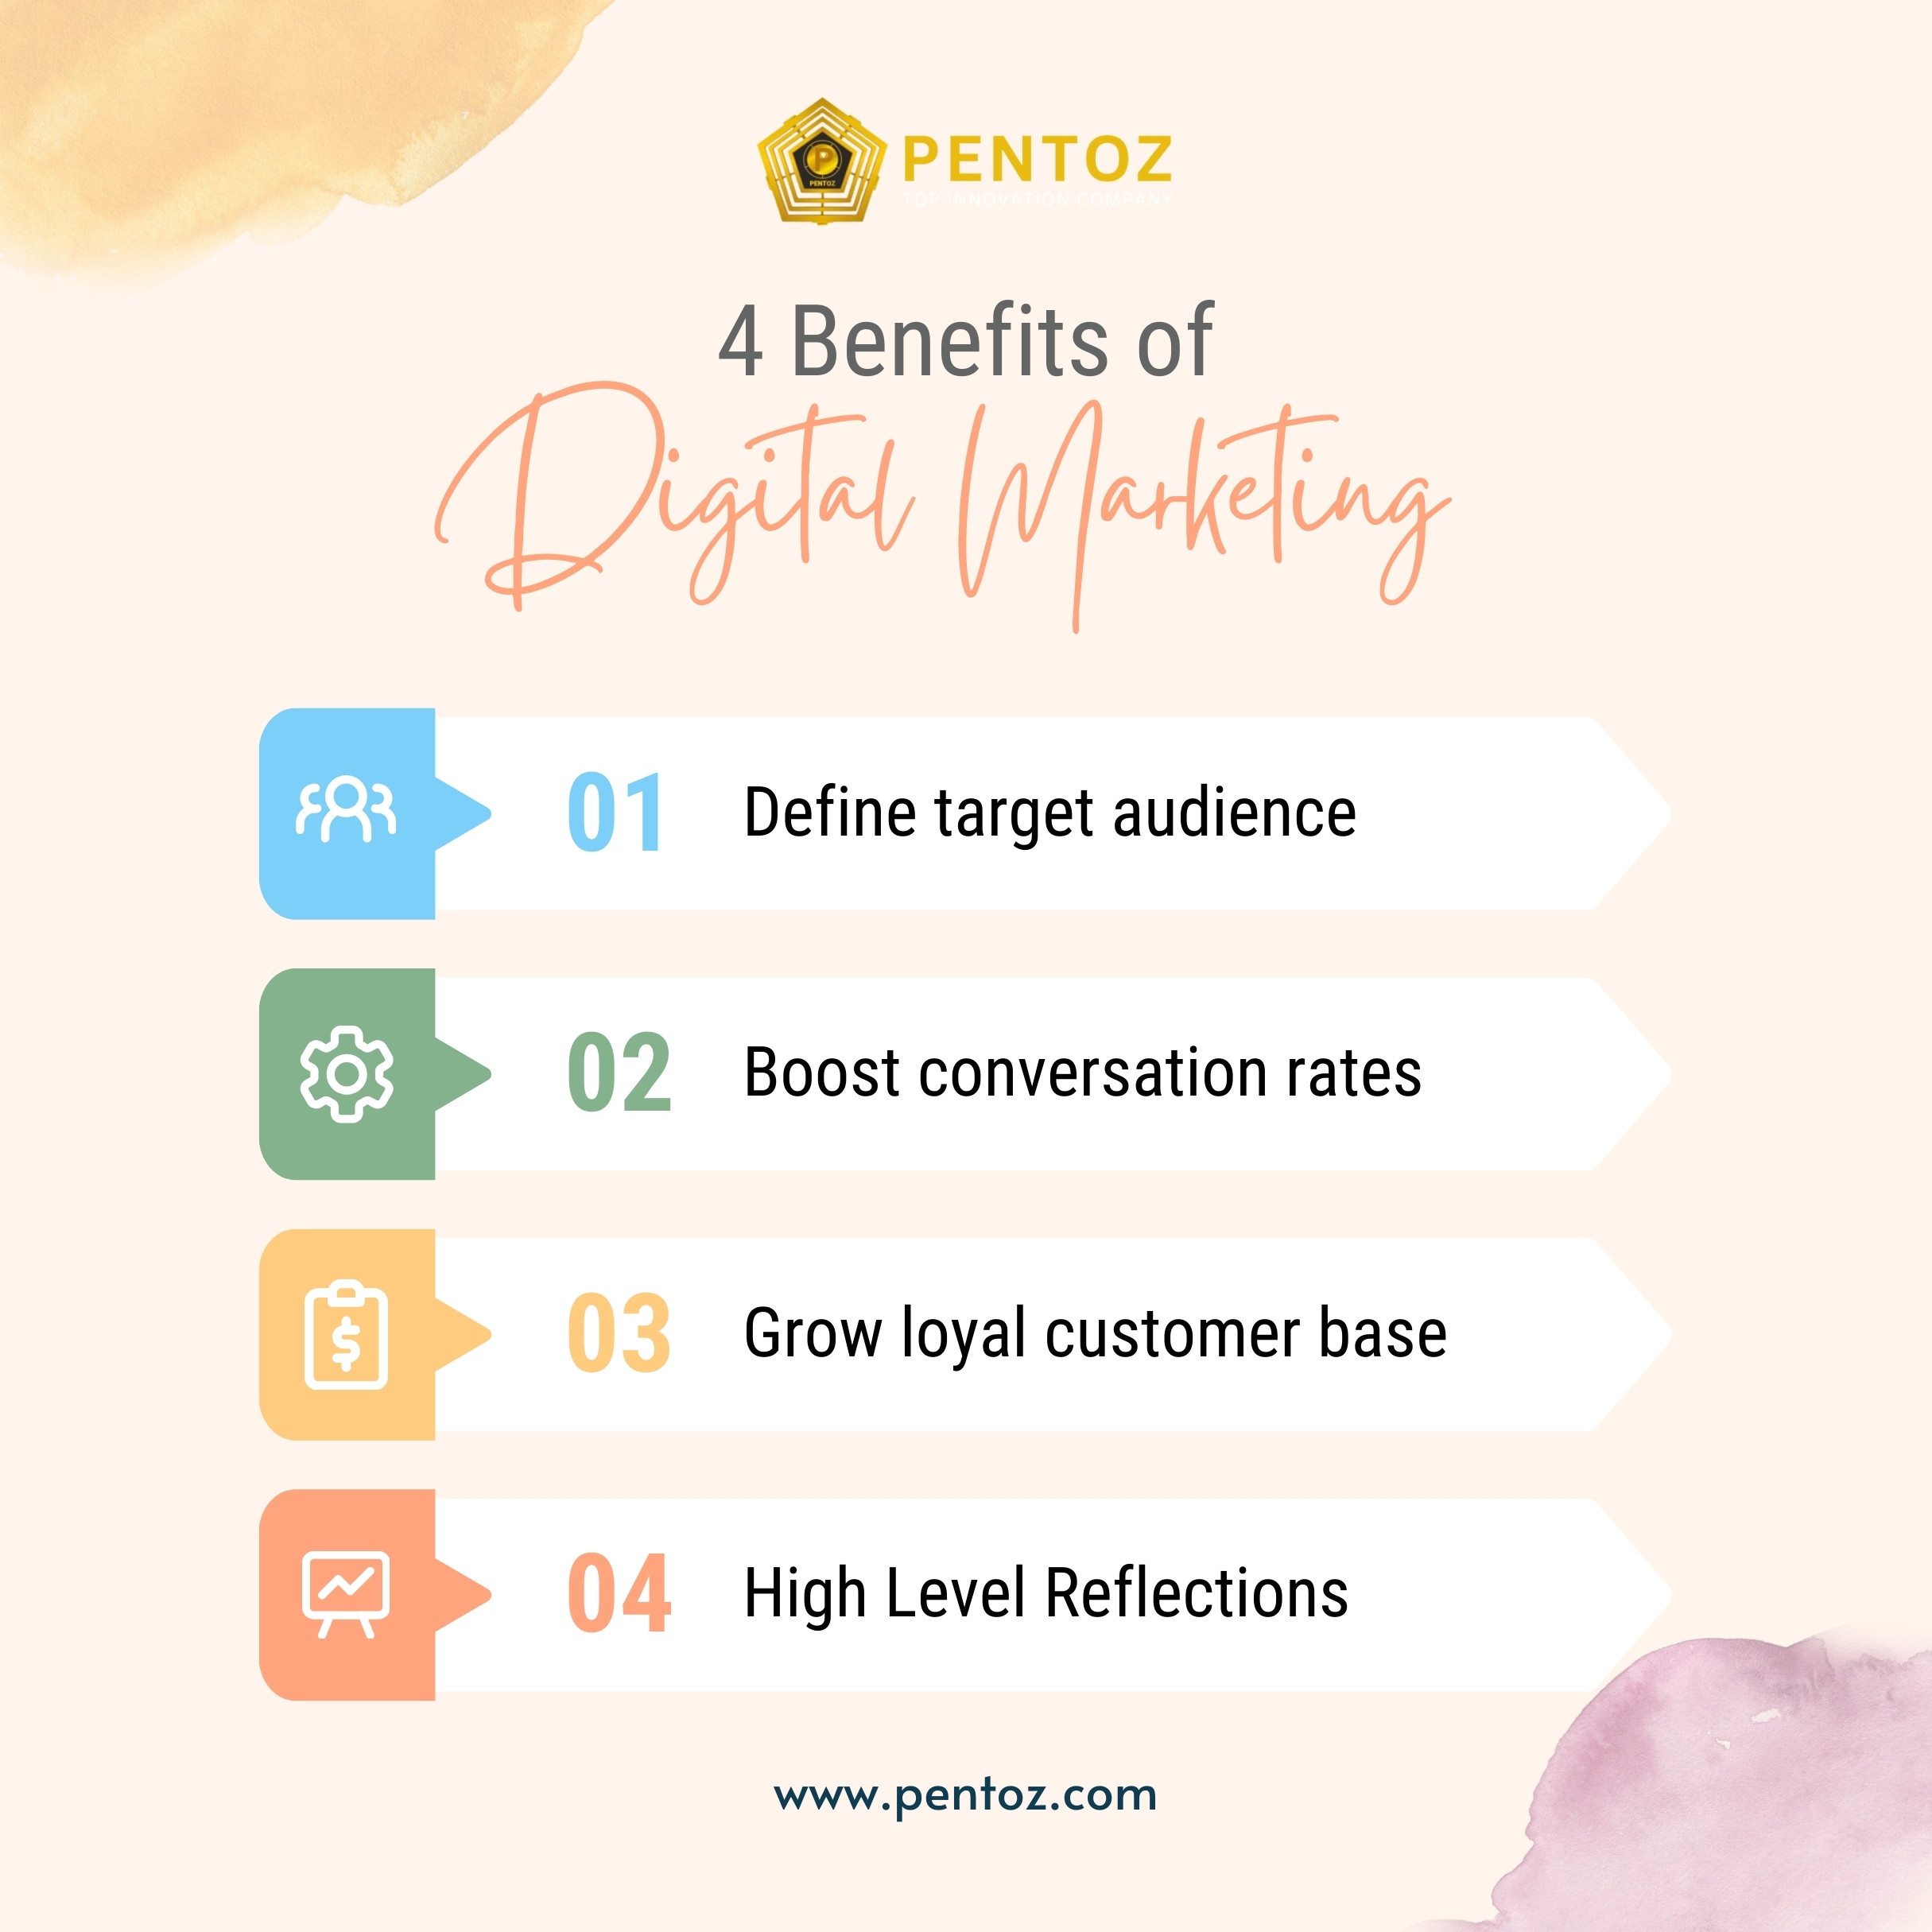 PENTOZ
P
PENTOZ
TOP INNOVATION COMPANY
4 Benefits of
Digital Marketing
01 Define target audience
02 Boost conversation rates
03 Grow loyal customer base
04 High Level Reflections
www.pentoz.com